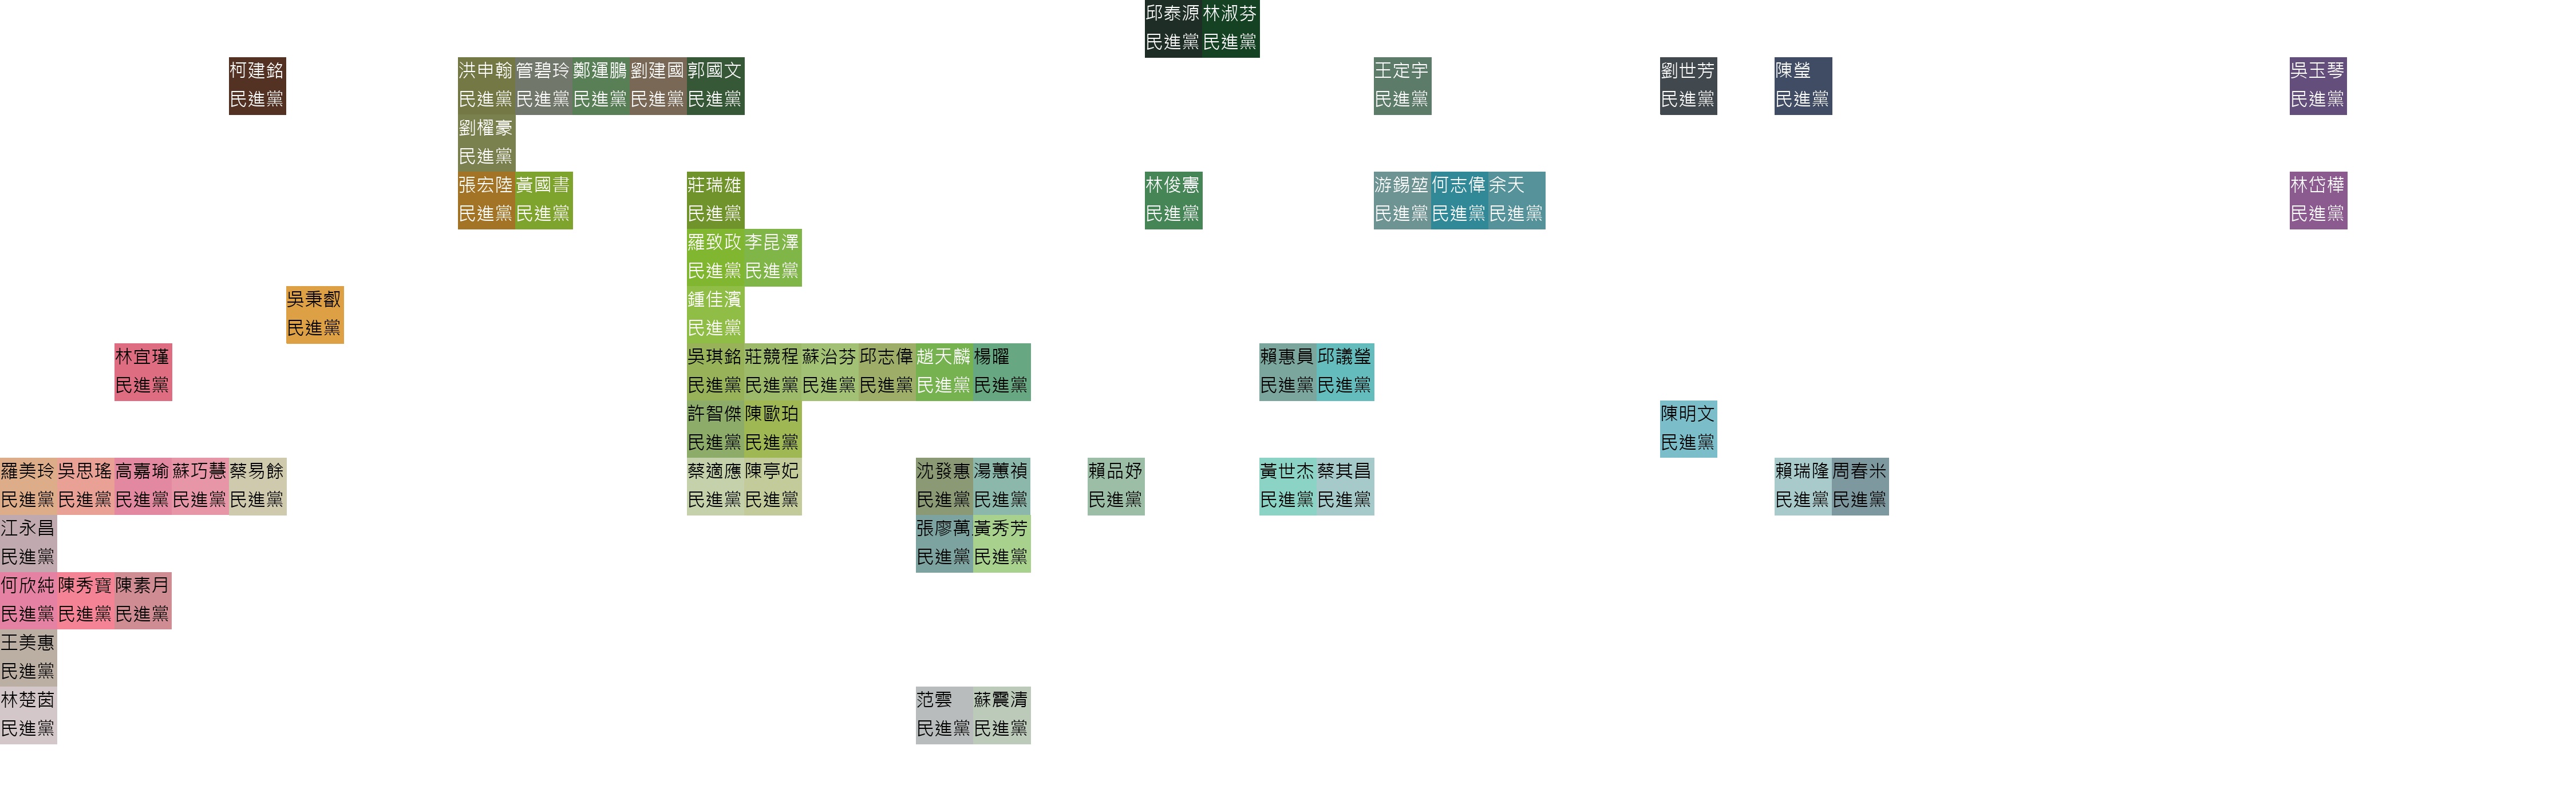 邱泰源 林淑芬
民進黨 民進黨
柯建銘 洪申翰 管碧玲 鄭運鵬 劉建國 郭國文 王定宇 劉世芳 陳瑩 吳玉琴
民進黨 民進黨 民進黨 民進黨 民進黨 民進黨 民進黨 民進黨 民進黨 民進黨
劉櫂豪
民進黨
張宏陸 黃國書 莊瑞雄 林俊憲 游錫堃 何志偉 余天 林岱樺
民進黨 民進黨 民進黨 民進黨 民進黨 民進黨 民進黨 民進黨
羅致政 李昆澤
民進黨 民進黨
吳秉叡 鍾佳濱
民進黨 民進黨
林宜瑾 吳琪銘 莊競程 蘇治芬 邱志偉 趙天麟 楊曜 賴惠員 邱議瑩
民進黨 民進黨 民進黨 民進黨 民進黨 民進黨 民進黨 民進黨 民進黨
許智傑 陳歐珀 陳明文
民進黨 民進黨 民進黨
羅美玲 吳思瑤 高嘉瑜 蘇巧慧 蔡易餘 蔡適應 陳亭妃 沈發惠 湯蕙禎 賴品妤 黃世杰 蔡其昌 賴瑞隆 周春米
民進黨 民進黨 民進黨 民進黨 民進黨 民進黨 民進黨 民進黨 民進黨 民進黨 民進黨 民進黨 民進黨 民進黨
江永昌 張廖萬 黃秀芳
民進黨 民進黨 民進黨
何欣純 陳秀寶 陳素月
民進黨 民進黨 民進黨
王美惠
民進黨
林楚茵 范雲 蘇震清
民進黨 民進黨 民進黨